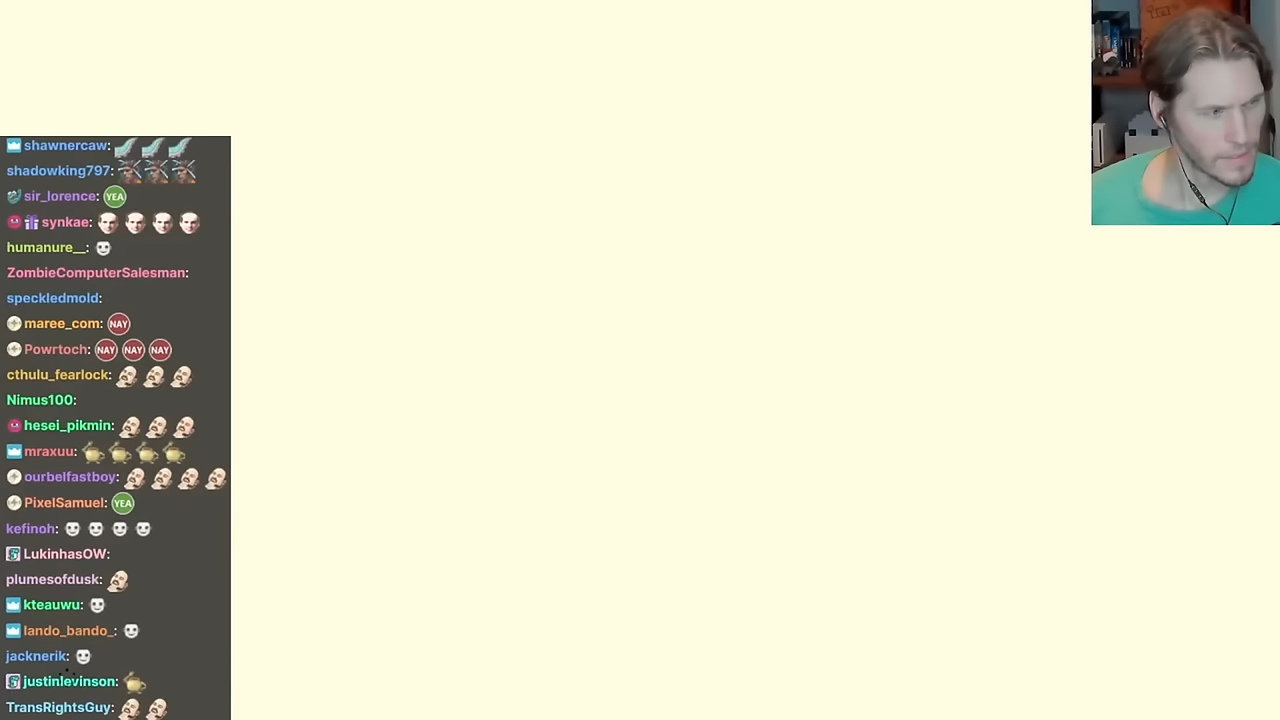 shawnercaw:
shadowking797:
sir_lorence: YEA
synkae:
humanure__:
ZombieComputerSalesman:
speckledmold:
maree_com: NAY
Powrtoch: NAY NAY NAY
cthulu_fearlock:
Nimus100:
hesei_pikmin:
mraxuu:
ourbelfastboy:
PixelSamuel: YEA
kefinoh:
LukinhasOW:
plumesofdusk:
kteauwu:
lando_bando_:
jacknerik:
justinlevinson:
TransRightsGuy: